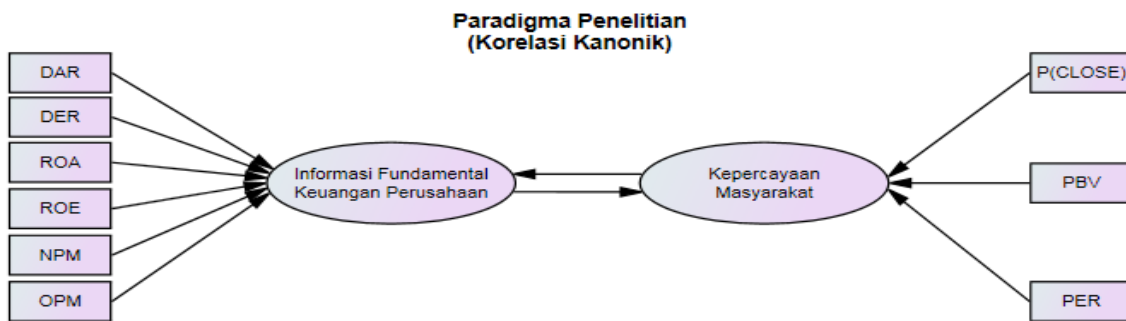 Paradigma Penelitian
(Korelasi Kanonik)
DAR
DER
ROA
ROE
NPM
OPM
Informasi Fundamental
Keuangan Perusahaan
Kepercayaan
Masyarakat
P(CLOSE)
PBV
PER